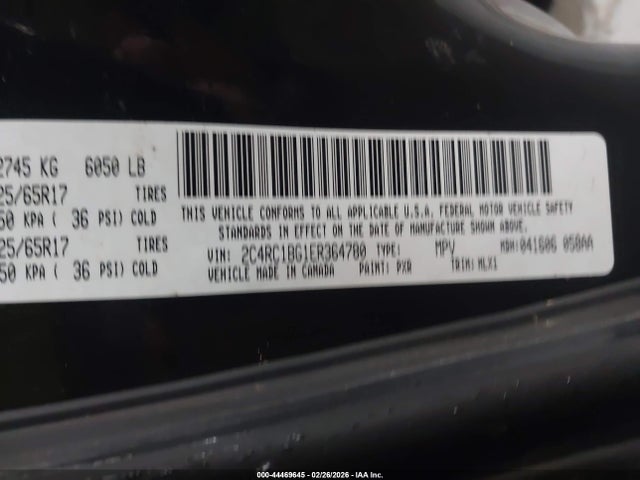 2745 KG 6050 LB
25/65R17 TIRES
50 KPA ( 36 PSI) COLD
25/65R17 TIRES
50 KPA ( 36 PSI) COLD
THIS VEHICLE CONFORMS TO ALL APPLICABLE U.S.A. FEDERAL MOTOR VEHICLE SAFETY
STANDARDS IN EFFECT ON THE DATE OF MANUFACTURE SHOWN ABOVE.
VIN: 2C4RC1BG1ER364780 TYPE: MPV MDH: 041606 058AA
VEHICLE MADE IN CANADA PAINT: PXR TRIM: MLX1
000-44469645 - 02/26/2026 - IAA Inc.